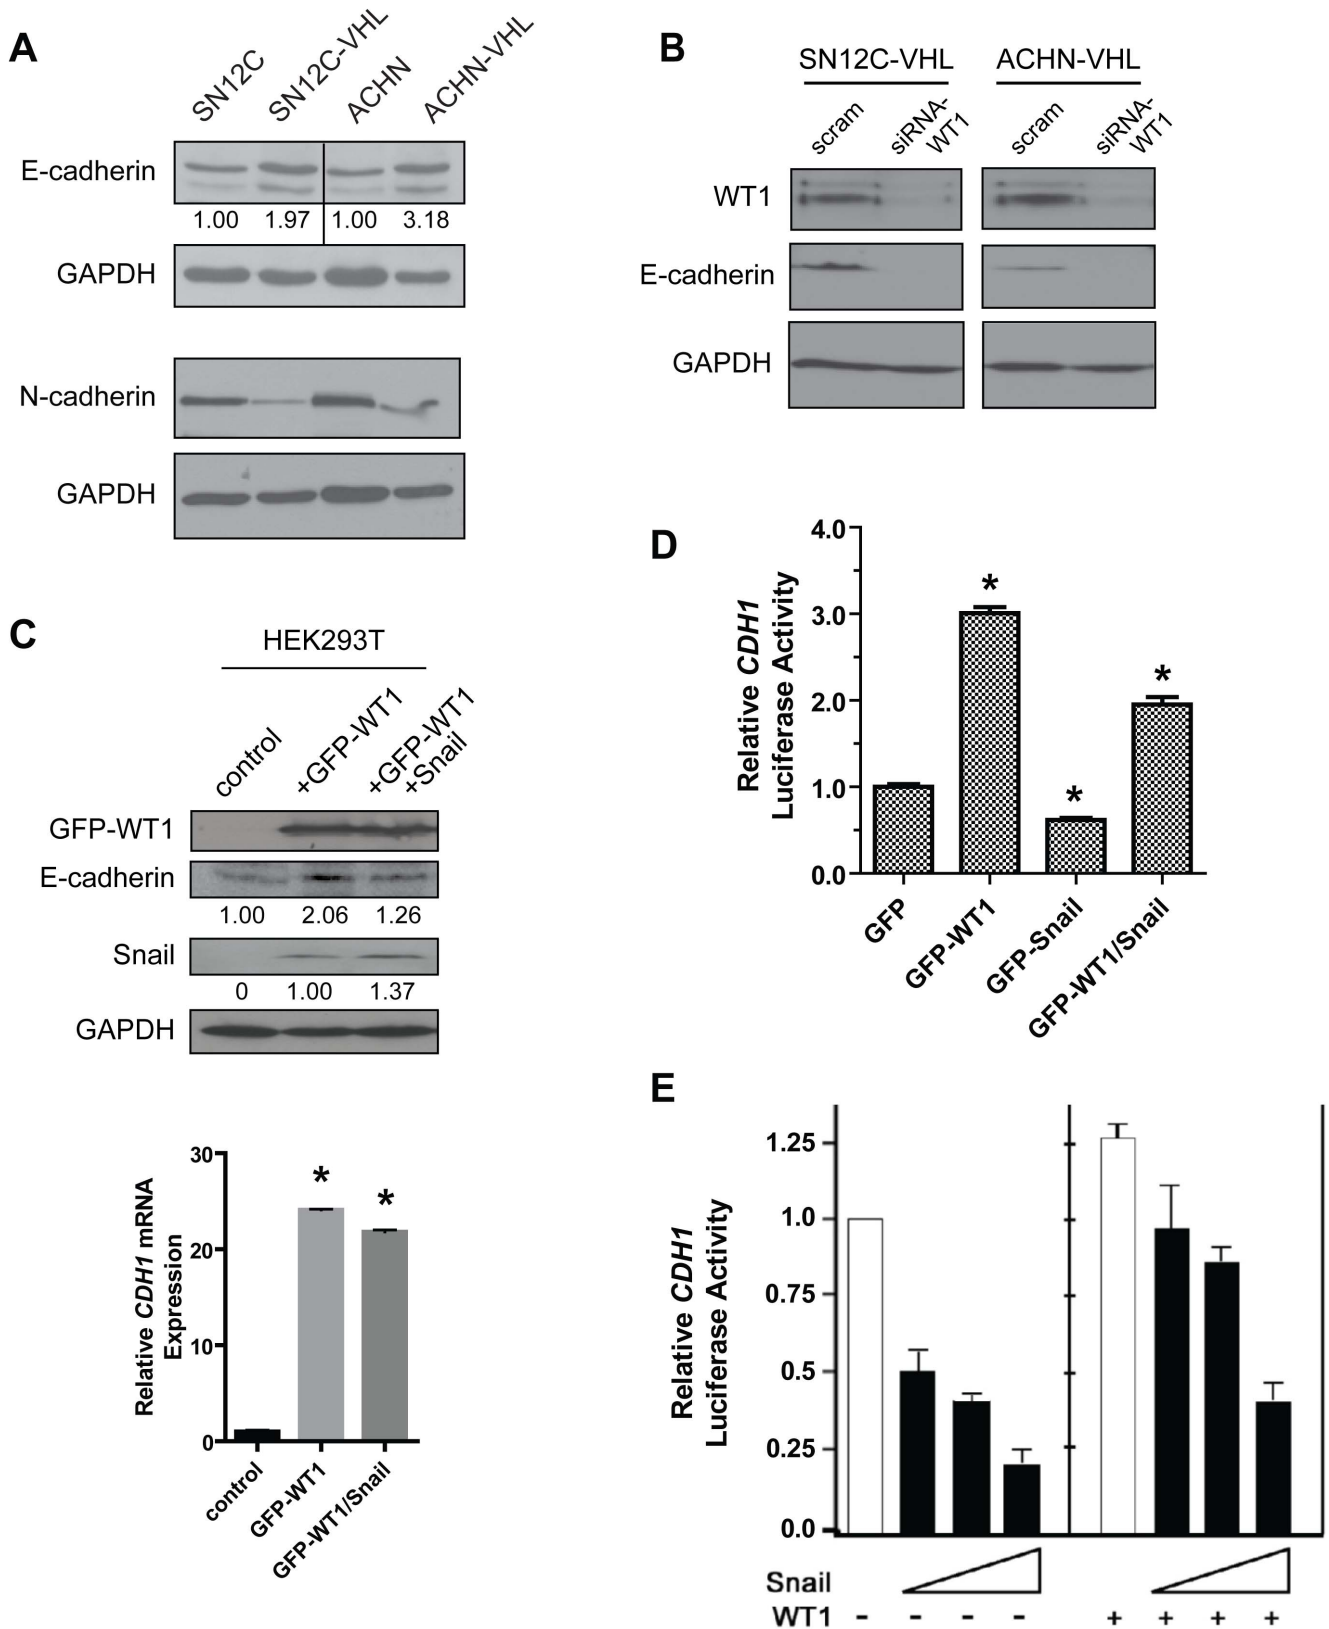 A
SN12C
SN12C-VHL
ACHN
ACHN-VHL
E-cadherin
1.00 1.97 1.00 3.18
GAPDH
N-cadherin
GAPDH
B
SN12C-VHL ACHN-VHL
scram
siRNA-
WT1
scram
siRNA-
WT1
WT1
E-cadherin
GAPDH
C
HEK293T
control
+GFP-WT1
+GFP-WT1
+Snail
GFP-WT1
E-cadherin
1.00 2.06 1.26
Snail
0 1.00 1.37
GAPDH
Relative CDH1 mRNA
Expression
30
20
10
0
*
*
control
GFP-WT1
GFP-WT1/Snail
D
Relative CDH1
Luciferase Activity
4.0
3.0
2.0
1.0
0.0
*
*
*
GFP
GFP-WT1
GFP-Snail
GFP-WT1/Snail
E
Relative CDH1
Luciferase Activity
1.25
1.0
0.75
0.5
0.25
0.0
Snail
WT1 - - - - + + + +